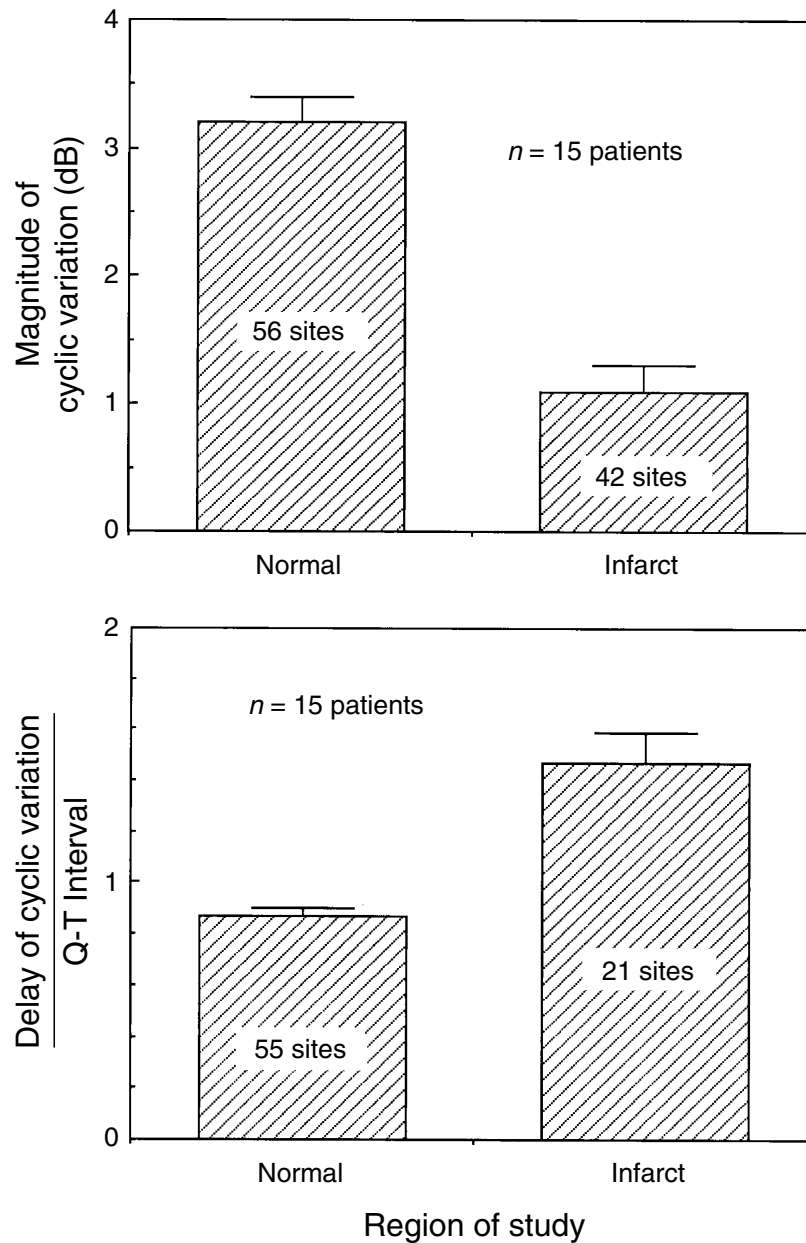 Magnitude of
cyclic variation (dB)
4
3
2
1
0
n = 15 patients
56 sites
42 sites
Normal
Infarct
Delay of cyclic variation
Q-T Interval
2
1
0
n = 15 patients
55 sites
21 sites
Normal
Infarct
Region of study